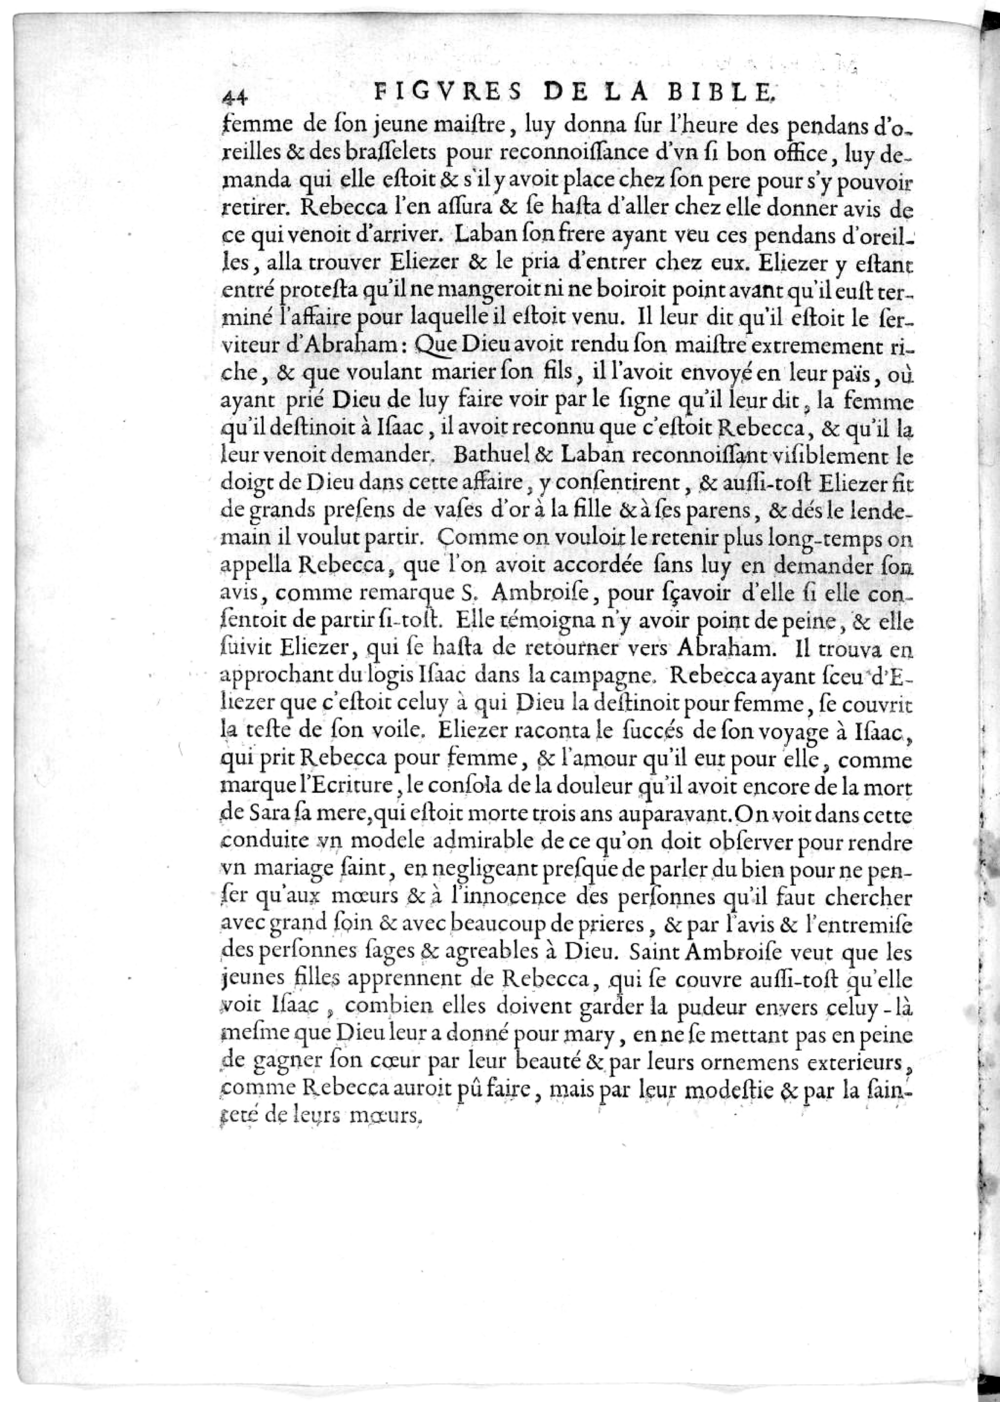 44 FIGVRES DE LA BIBLE.
femme de ſon jeune maiſtre, luy donna ſur l'heure des pendans d'o-
reilles & des braſſelets pour reconnoiſſance d'vn ſi bon office, luy de-
manda qui elle eſtoit & s'il y avoit place chez ſon pere pour s'y pouvoir
retirer. Rebecca l'en aſſura & ſe haſta d'aller chez elle donner avis de
ce qui venoit d'arriver. Laban ſon frere ayant veu ces pendans d'oreil-
les, alla trouver Eliezer & le pria d'entrer chez eux. Eliezer y eſtant
entré proteſta qu'il ne mangeroit ni ne boiroit point avant qu'il euſt ter-
miné l'affaire pour laquelle il eſtoit venu. Il leur dit qu'il eſtoit le ſer-
viteur d'Abraham: Que Dieu avoit rendu ſon maiſtre extremement ri-
che, & que voulant marier ſon fils, il l'avoit envoyé en leur païs, où
ayant prié Dieu de luy faire voir par le ſigne qu'il leur dit, la femme
qu'il deſtinoit à Iſaac, il avoit reconnu que c'eſtoit Rebecca, & qu'il la
leur venoit demander. Bathuel & Laban reconnoiſſant viſiblement le
doigt de Dieu dans cette affaire, y conſentirent, & auſſi-toſt Eliezer fit
de grands preſens de vaſes d'or à la fille & à ſes parens, & dés le lende-
main il voulut partir. Comme on vouloit le retenir plus long-temps on
appella Rebecca, que l'on avoit accordée ſans luy en demander ſon
avis, comme remarque S. Ambroiſe, pour ſçavoir d'elle ſi elle con-
ſentoit de partir ſi-toſt. Elle témoigna n'y avoir point de peine, & elle
ſuivit Eliezer, qui ſe haſta de retourner vers Abraham. Il trouva en
approchant du logis Iſaac dans la campagne. Rebecca ayant ſceu d'E-
liezer que c'eſtoit celuy à qui Dieu la deſtinoit pour femme, ſe couvrit
la teſte de ſon voile. Eliezer raconta le ſuccés de ſon voyage à Iſaac,
qui prit Rebecca pour femme, & l'amour qu'il eut pour elle, comme
marque l'Ecriture, le conſola de la douleur qu'il avoit encore de la mort
de Sara ſa mere, qui eſtoit morte trois ans auparavant. On voit dans cette
conduite vn modele admirable de ce qu'on doit obſerver pour rendre
vn mariage ſaint, en negligeant preſque de parler du bien pour ne pen-
ſer qu'aux mœurs & à l'innocence des perſonnes qu'il faut chercher
avec grand ſoin & avec beaucoup de prieres, & par l'avis & l'entremiſe
des perſonnes ſages & agreables à Dieu. Saint Ambroiſe veut que les
jeunes filles apprennent de Rebecca, qui ſe couvre auſſi-toſt qu'elle
voit Iſaac, combien elles doivent garder la pudeur envers celuy-là
meſme que Dieu leur a donné pour mary, en ne ſe mettant pas en peine
de gagner ſon cœur par leur beauté & par leurs ornemens exterieurs,
comme Rebecca auroit pû faire, mais par leur modeſtie & par la ſain-
teté de leurs mœurs.